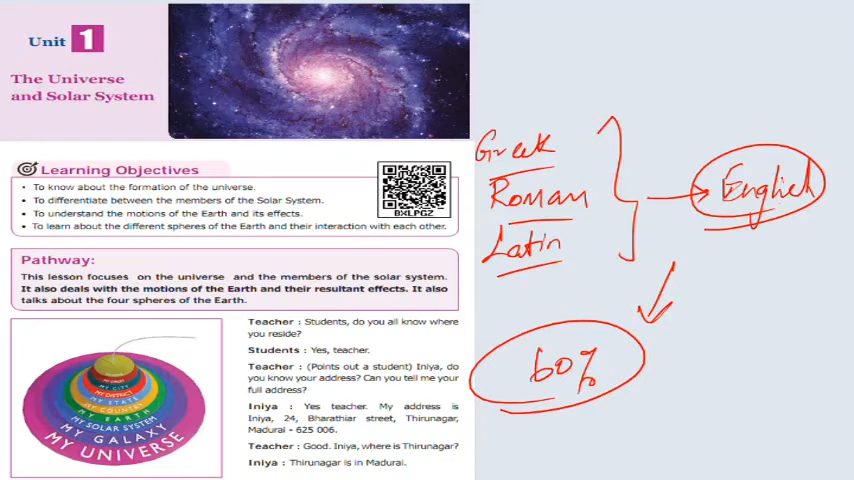 Unit 1
The Universe
and Solar System
Learning Objectives
• To know about the formation of the universe.
• To differentiate between the members of the Solar System.
• To understand the motions of the Earth and its effects.
• To learn about the different spheres of the Earth and their interaction with each other.
BXLPGZ
Pathway:
This lesson focuses on the universe and the members of the solar system.
It also deals with the motions of the Earth and their resultant effects. It also
talks about the four spheres of the Earth.
MY CITY
MY DISTRICT
MY STATE
MY COUNTRY
MY EARTH
MY SOLAR SYSTEM
MY GALAXY
MY UNIVERSE
Teacher : Students, do you all know where
you reside?
Students : Yes, teacher.
Teacher : (Points out a student) Iniya, do
you know your address? Can you tell me your
full address?
Iniya : Yes teacher. My address is
Iniya, 24, Bharathiar street, Thirunagar,
Madurai - 625 006.
Teacher : Good. Iniya, where is Thirunagar?
Iniya : Thirunagar is in Madurai.
Greek
Roman
Latin
English
60%